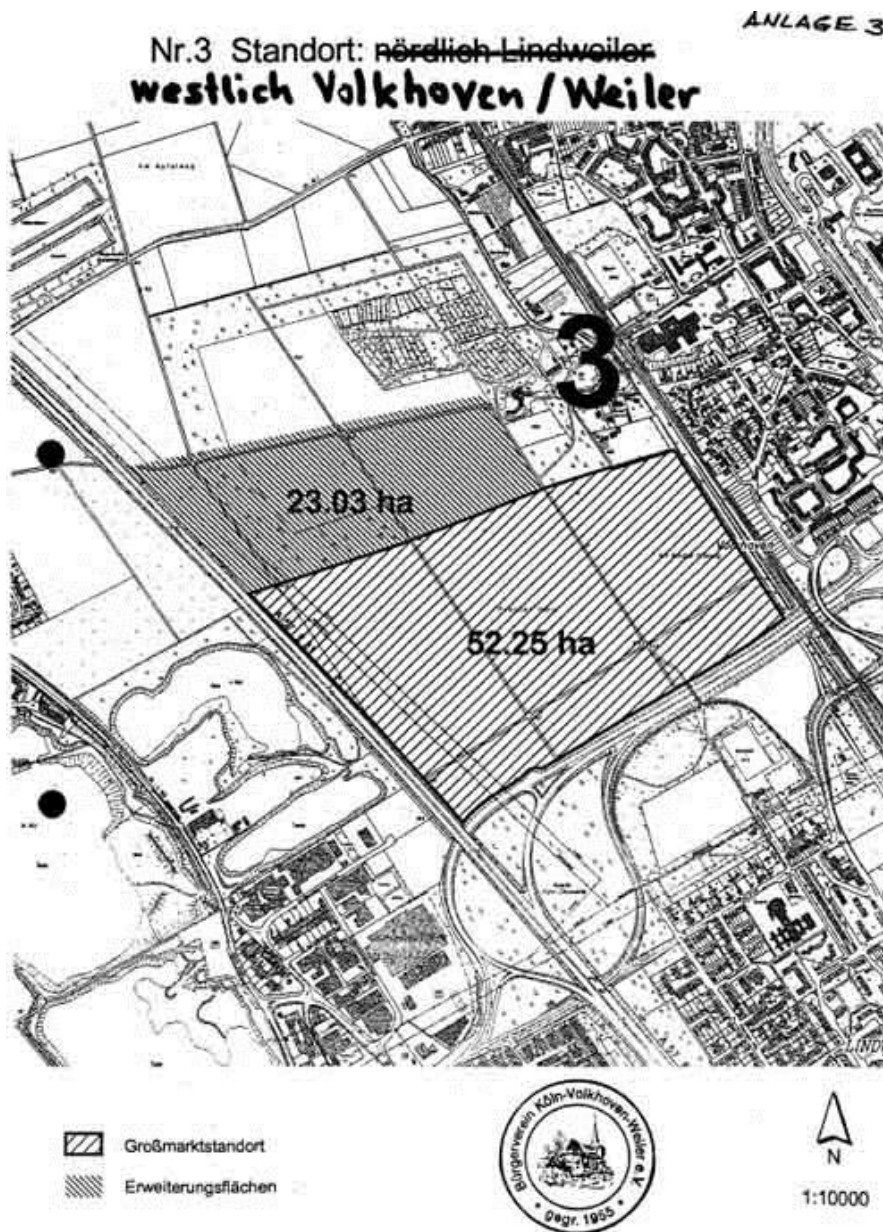 ANLAGE 3
Nr.3 Standort: nördlich Lindweiler
westlich Volkhoven / Weiler
3
23.03 ha
52.25 ha
Großmarktstandort
Erweiterungsflächen
Bürgerverein Köln-Volkhoven-Weiler e.V.
gegr. 1955
N
1:10000